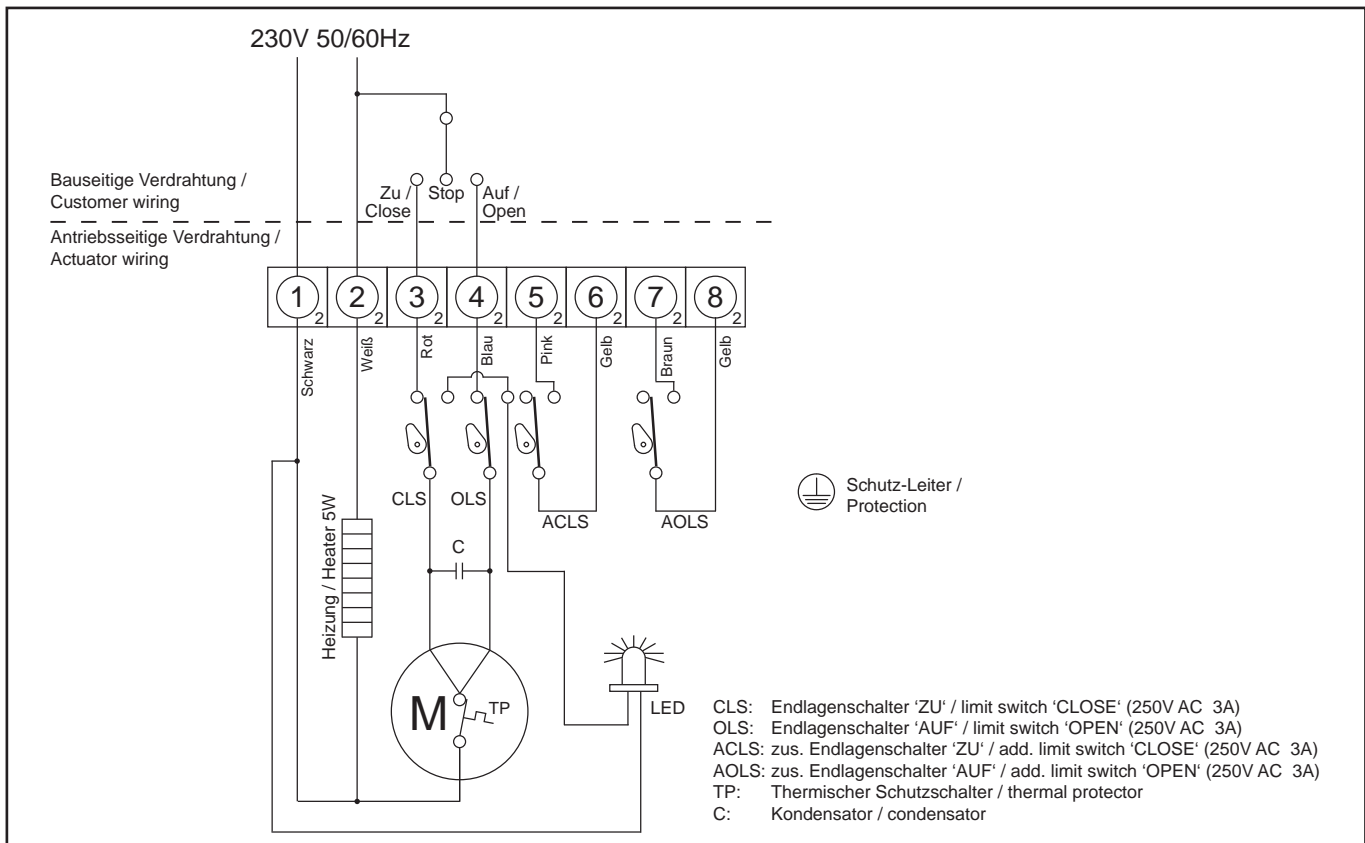 230V 50/60Hz
Bauseitige Verdrahtung /
Customer wiring
Zu /
Close
Stop
Auf /
Open
Antriebsseitige Verdrahtung /
Actuator wiring
1 2 3 4 5 6 7 8
2 2 2 2 2 2 2 2
Schwarz
Weiß
Rot
Blau
Pink
Gelb
Braun
Gelb
CLS
OLS
ACLS
AOLS
Schutz-Leiter /
Protection
Heizung / Heater 5W
C
M
TP
LED
CLS: Endlagenschalter 'ZU' / limit switch 'CLOSE‘ (250V AC 3A)
OLS: Endlagenschalter 'AUF' / limit switch 'OPEN‘ (250V AC 3A)
ACLS: zus. Endlagenschalter 'ZU‘ / add. limit switch 'CLOSE‘ (250V AC 3A)
AOLS: zus. Endlagenschalter 'AUF‘ / add. limit switch 'OPEN‘ (250V AC 3A)
TP: Thermischer Schutzschalter / thermal protector
C: Kondensator / condensator